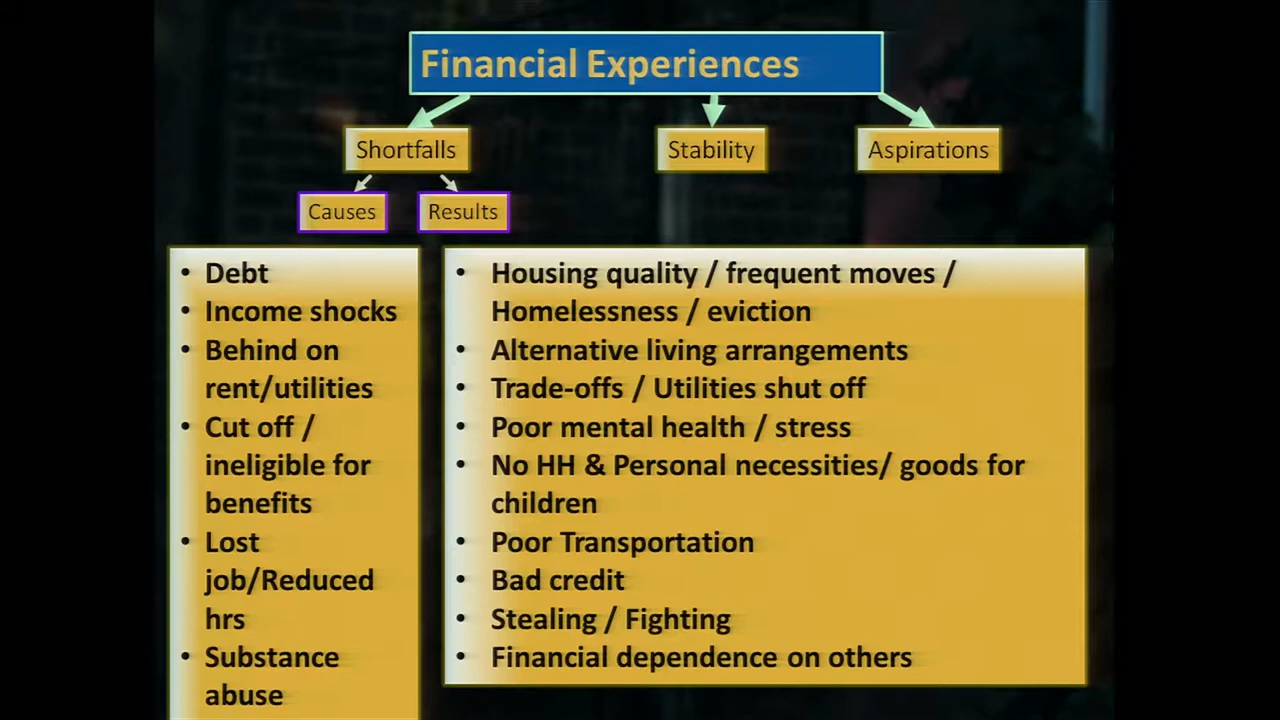 Financial Experiences
Shortfalls
Stability
Aspirations
Causes
Results
• Debt
• Income shocks
• Behind on
rent/utilities
• Cut off /
ineligible for
benefits
• Lost
job/Reduced
hrs
• Substance
abuse
• Housing quality / frequent moves /
Homelessness / eviction
• Alternative living arrangements
• Trade-offs / Utilities shut off
• Poor mental health / stress
• No HH & Personal necessities/ goods for
children
• Poor Transportation
• Bad credit
• Stealing / Fighting
• Financial dependence on others